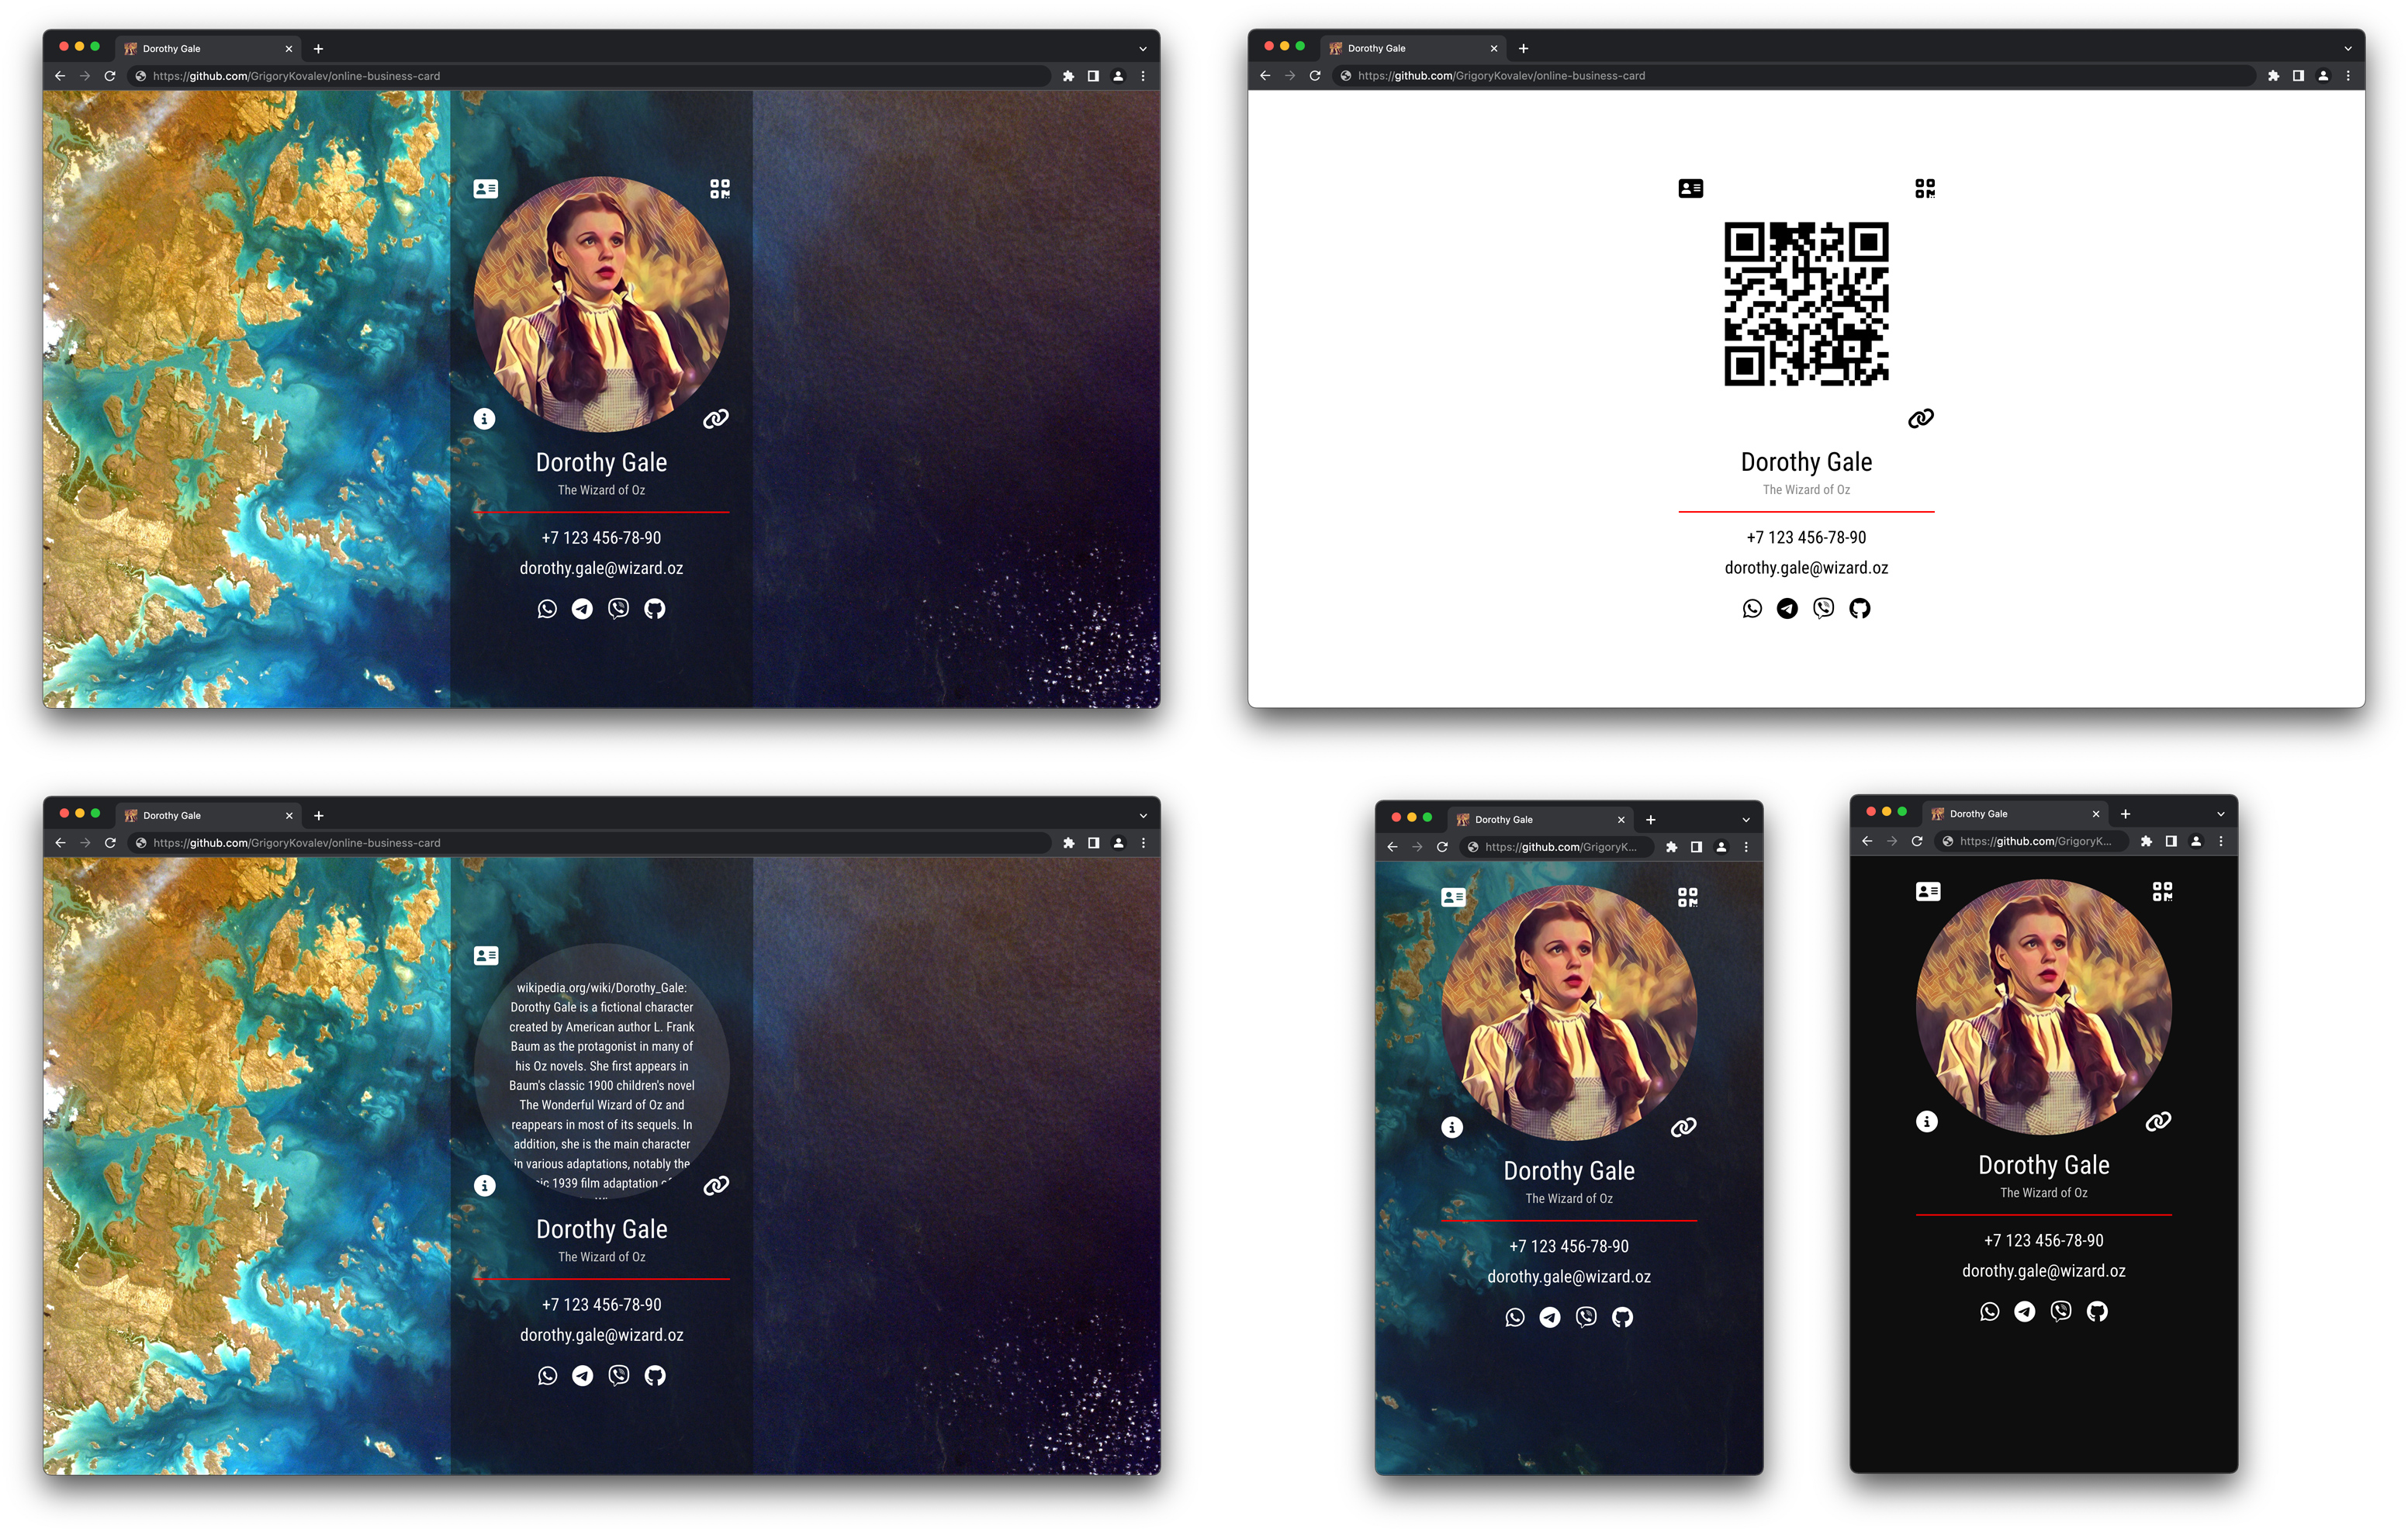 Dorothy Gale
https://github.com/GrigoryKovalev/online-business-card
Dorothy Gale
The Wizard of Oz
+7 123 456-78-90
dorothy.gale@wizard.oz
Dorothy Gale
https://github.com/GrigoryKovalev/online-business-card
Dorothy Gale
The Wizard of Oz
+7 123 456-78-90
dorothy.gale@wizard.oz
Dorothy Gale
https://github.com/GrigoryKovalev/online-business-card
wikipedia.org/wiki/Dorothy_Gale:
Dorothy Gale is a fictional character
created by American author L. Frank
Baum as the protagonist in many of
his Oz novels. She first appears in
Baum's classic 1900 children's novel
The Wonderful Wizard of Oz and
reappears in most of its sequels. In
addition, she is the main character
in various adaptations, notably the
1939 film adaptation
Dorothy Gale
The Wizard of Oz
+7 123 456-78-90
dorothy.gale@wizard.oz
Dorothy Gale
https://github.com/GrigoryK...
Dorothy Gale
The Wizard of Oz
+7 123 456-78-90
dorothy.gale@wizard.oz
Dorothy Gale
https://github.com/GrigoryK...
Dorothy Gale
The Wizard of Oz
+7 123 456-78-90
dorothy.gale@wizard.oz